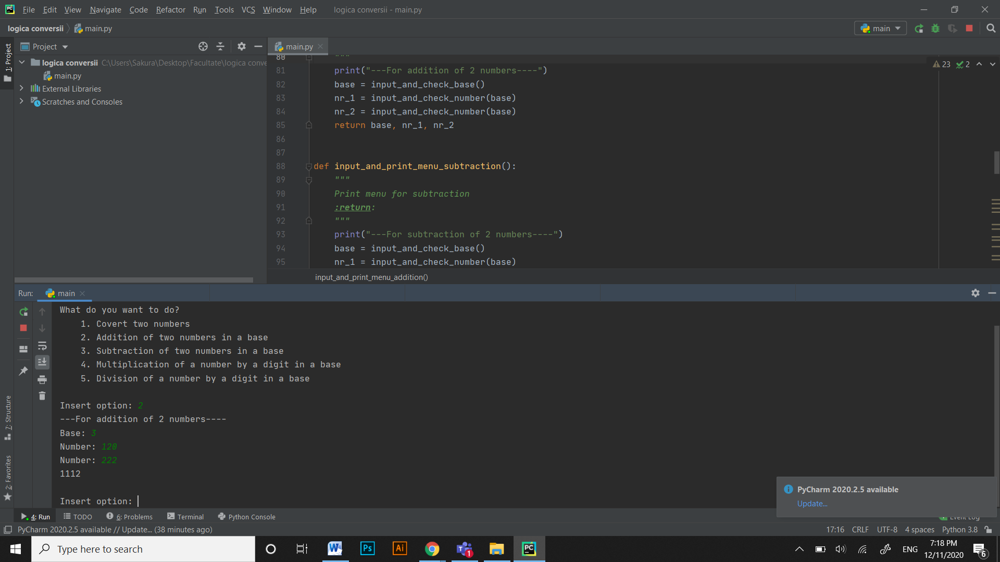 File Edit View Navigate Code Refactor Run Tools VCS Window Help logica conversii - main.py
logica conversii main.py
main
1: Project
Project
logica conversii C:\Users\Sakura\Desktop\Facultate\logica conve
main.py
External Libraries
Scratches and Consoles
main.py
23 2
80 """
81 print("---For addition of 2 numbers----")
82 base = input_and_check_base()
83 nr_1 = input_and_check_number(base)
84 nr_2 = input_and_check_number(base)
85 return base, nr_1, nr_2
86
87
88 def input_and_print_menu_subtraction():
89 """
90 Print menu for subtraction
91 :return:
92 """
93 print("---For subtraction of 2 numbers----")
94 base = input_and_check_base()
95 nr_1 = input_and_check_number(base)
input_and_print_menu_addition()
Run: main
What do you want to do?
1. Covert two numbers
2. Addition of two numbers in a base
3. Subtraction of two numbers in a base
4. Multiplication of a number by a digit in a base
5. Division of a number by a digit in a base
Insert option: 2
---For addition of 2 numbers----
Base: 3
Number: 120
Number: 222
1112
Insert option:
7: Structure
2: Favorites
PyCharm 2020.2.5 available
Update...
4: Run TODO 6: Problems Terminal Python Console Event Log
PyCharm 2020.2.5 available // Update... (38 minutes ago) 17:16 CRLF UTF-8 4 spaces Python 3.8
Type here to search
W Ps Ai T 1 PC
ENG
7:18 PM
12/11/2020
6